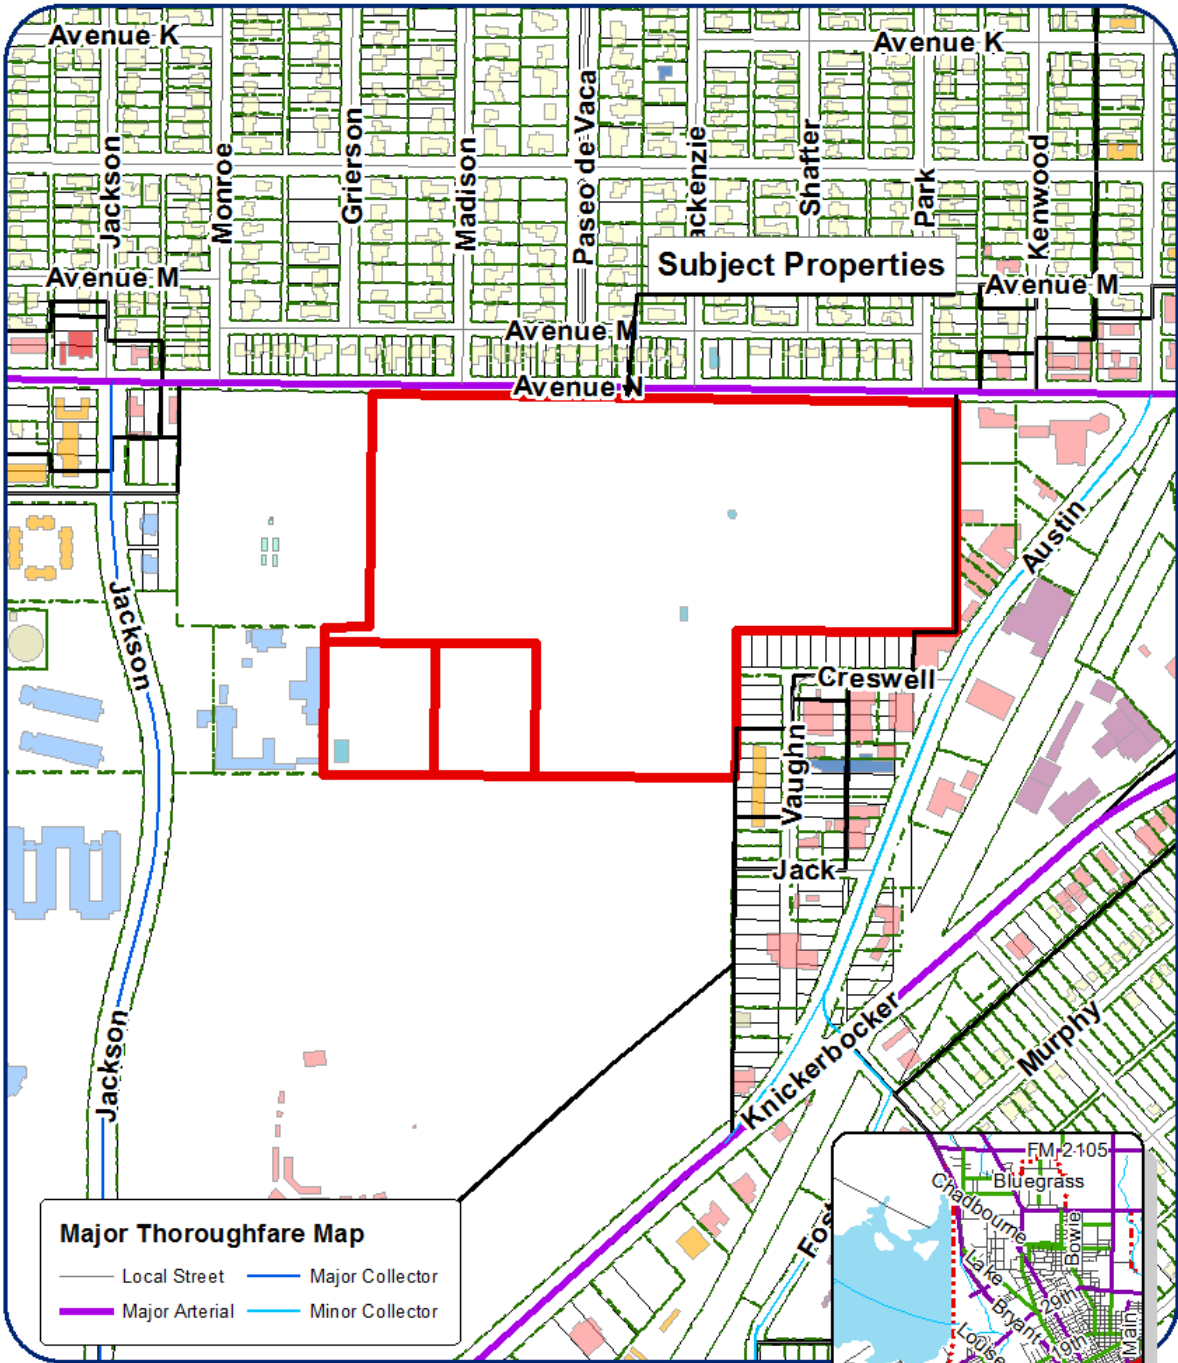 Avenue K
Avenue K
Jackson
Monroe
Grierson
Madison
Paseo de Vaca
ackenzie
Shafter
Park
Kenwood
Subject Properties
Avenue M
Avenue M
Avenue M
Avenue N
Austin
Jackson
Creswell
Vaughn
Jack
Jackson
Knickerbocker
Murphy
Fost
Major Thoroughfare Map
Local Street
Major Collector
Major Arterial
Minor Collector
FM 2105
Bluegrass
Chadbourne
Bowie
Lake
29th
Bryant
Main
Louise
19th